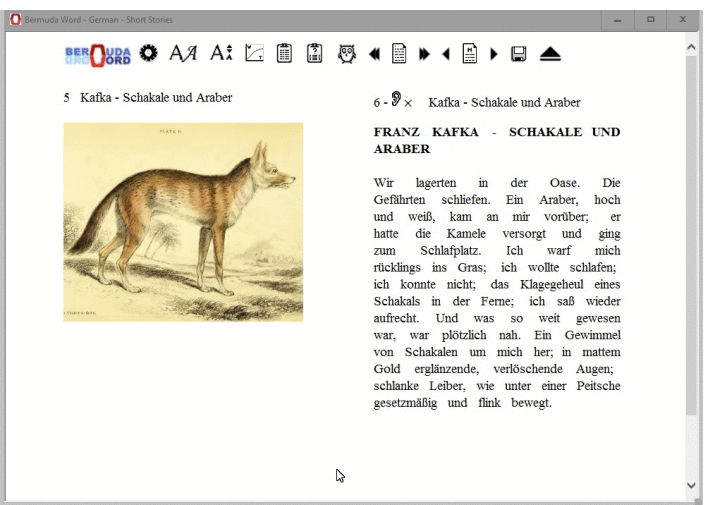 Bermuda Word - German - Short Stories
BERMUDA
WORD
5 Kafka - Schakale und Araber
PLATE II
6 - × Kafka - Schakale und Araber
FRANZ KAFKA - SCHAKALE UND
ARABER
Wir lagerten in der Oase. Die
Gefährten schliefen. Ein Araber, hoch
und weiß, kam an mir vorüber; er
hatte die Kamele versorgt und ging
zum Schlafplatz. Ich warf mich
rücklings ins Gras; ich wollte schlafen;
ich konnte nicht; das Klagegeheul eines
Schakals in der Ferne; ich saß wieder
aufrecht. Und was so weit gewesen
war, war plötzlich nah. Ein Gewimmel
von Schakalen um mich her; in mattem
Gold erglänzende, verlöschende Augen;
schlanke Leiber, wie unter einer Peitsche
gesetzmäßig und flink bewegt.